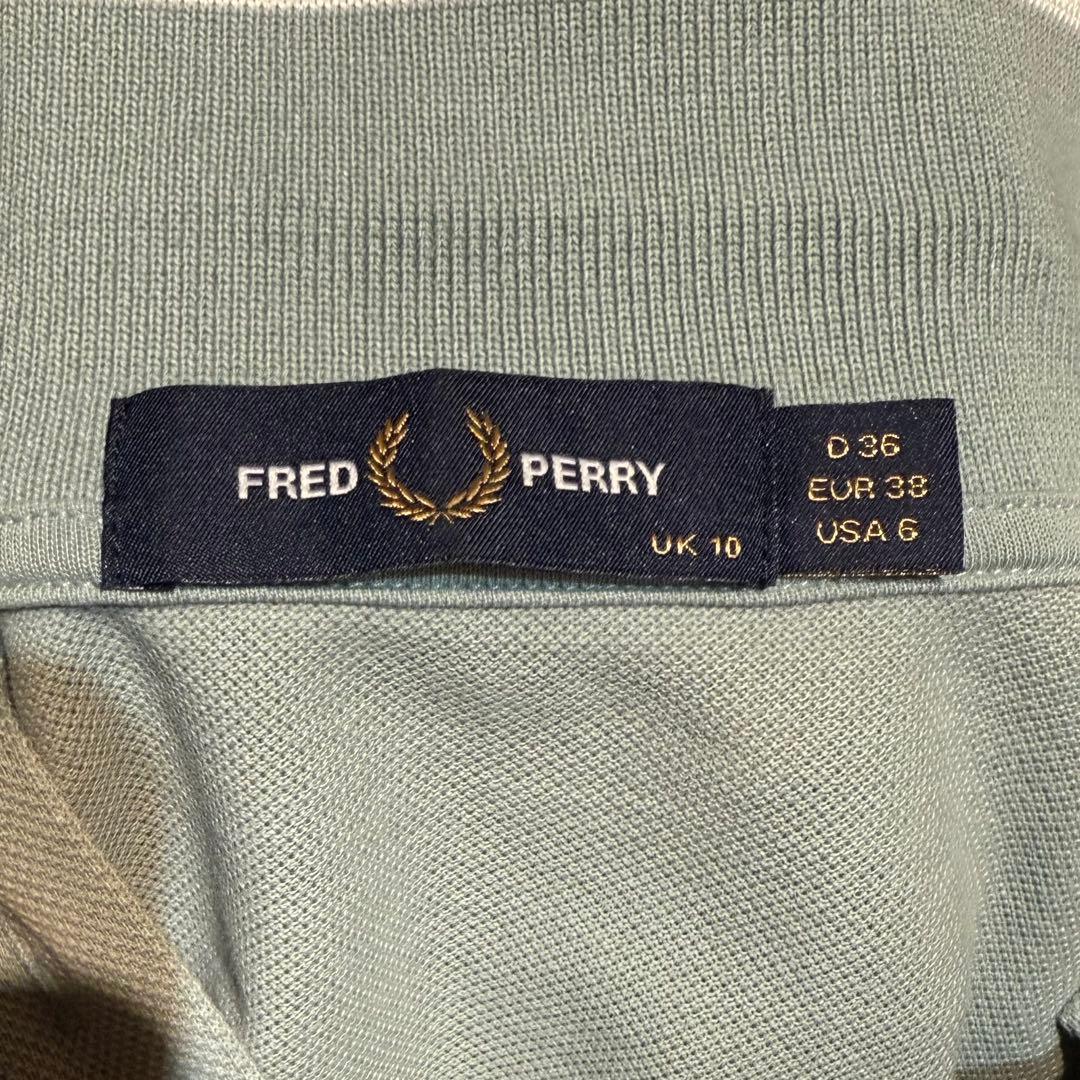 FRED PERRY
UK 10
D 36
EUR 38
USA 6